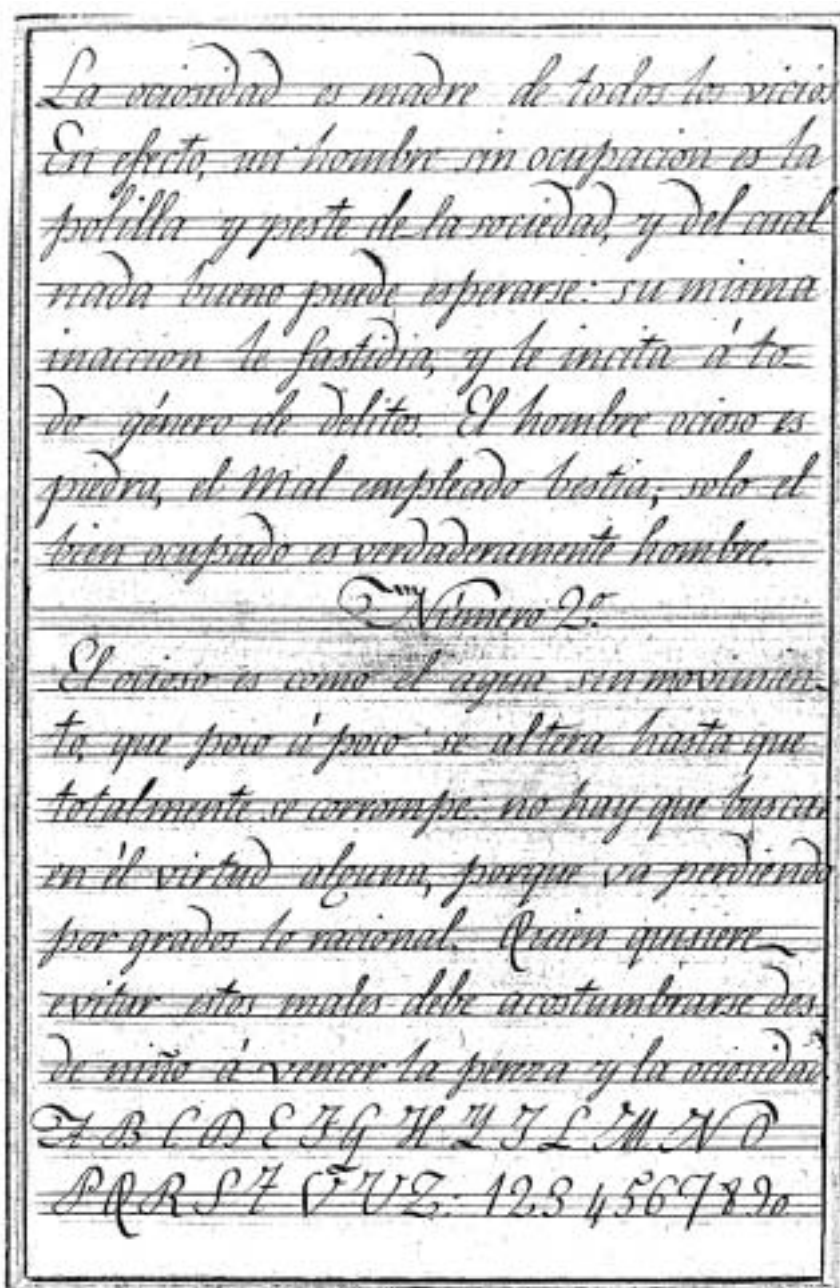 La ociosidad es madre de todos los vicios
En efecto, un hombre sin ocupacion es la
polilla y peste de la sociedad, y del cual
nada bueno puede esperarse: su misma
inaccion le fastidia, y le incita á to-
do género de delitos. El hombre ocioso es
piedra, el Mal empleado bestia; solo el
bien ocupado es verdaderamente hombre.
Número 2º
El ocioso es como el agua sin movimien-
to, que poco á poco se altera hasta que
totalmente se corrompe: no hay que buscar
en él virtud alguna, porque va perdiendo
por grados lo racional. Quien quisiere
evitar estos males debe acostumbrarse des-
de niño á vencer la pereza y la ociosidad
A B C D E F G H Y J L M N O
P Q R S T V U Z: 1 2 3 4 5 6 7 8 9 0